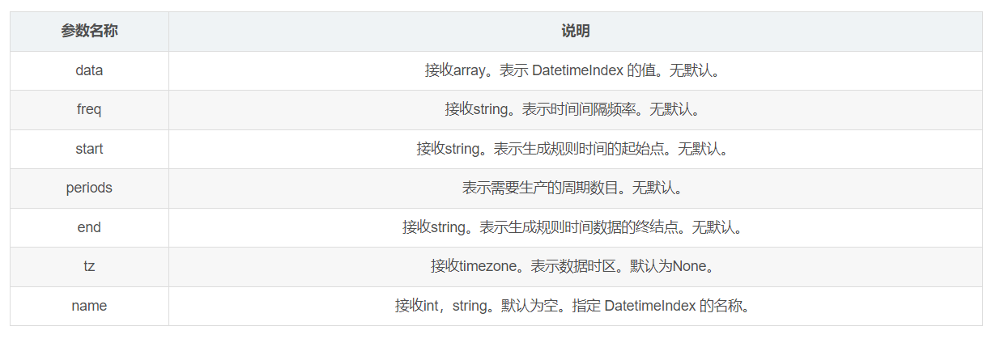 参数名称 说明
data 接收array。表示 DatetimeIndex 的值。无默认。
freq 接收string。表示时间间隔频率。无默认。
start 接收string。表示生成规则时间的起始点。无默认。
periods 表示需要生产的周期数目。无默认。
end 接收string。表示生成规则时间数据的终结点。无默认。
tz 接收timezone。表示数据时区。默认为None。
name 接收int，string。默认为空。指定 DatetimeIndex 的名称。